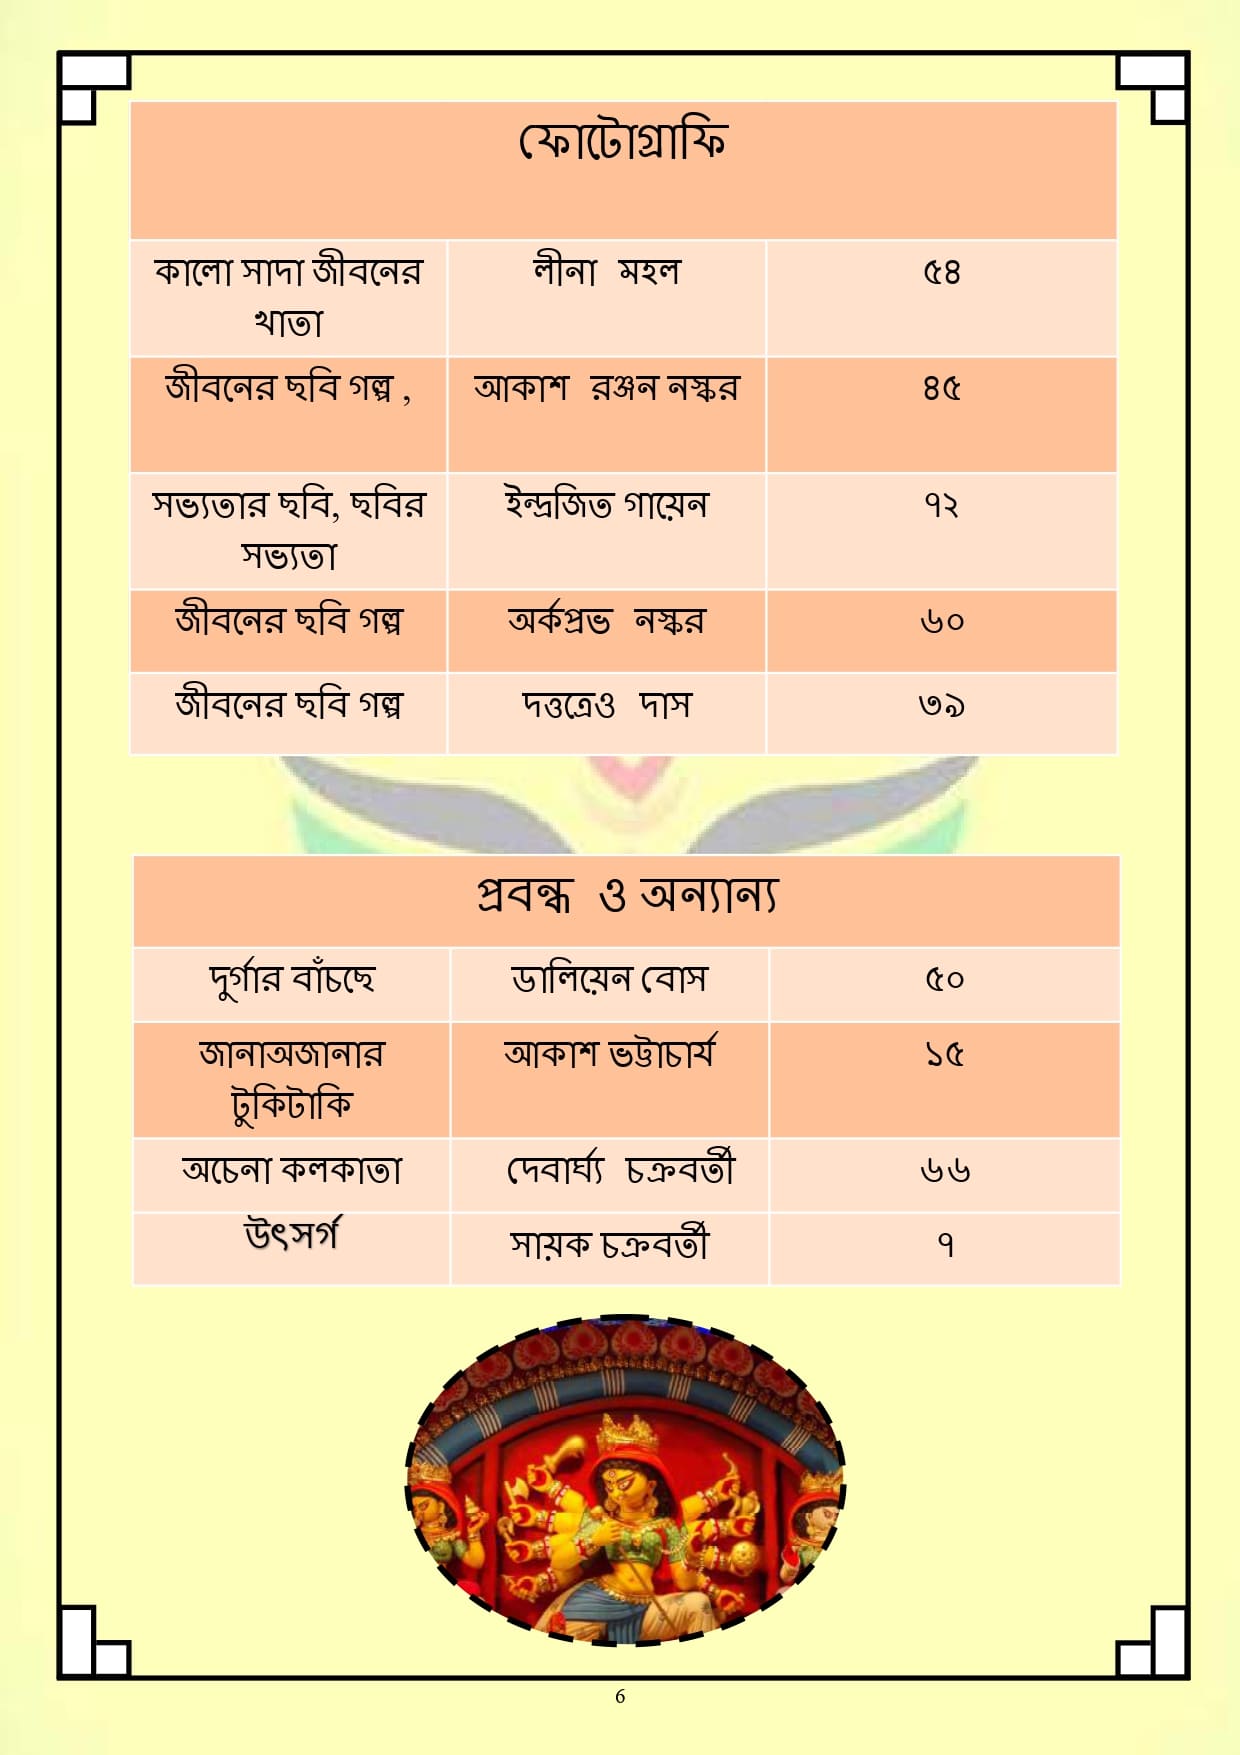 ফোটোগ্রাফি
কালো সাদা জীবনের
খাতা
লীনা মহল
৫৪
জীবনের ছবি গল্প ,
আকাশ রঞ্জন নস্কর
৪৫
সভ্যতার ছবি, ছবির
সভ্যতা
ইন্দ্রজিত গায়েন
৭২
জীবনের ছবি গল্প
অর্কপ্রভ নস্কর
৬০
জীবনের ছবি গল্প
দত্তত্রেও দাস
৩৯
প্রবন্ধ ও অন্যান্য
দুর্গার বাঁচছে
ডালিয়েন বোস
৫০
জানাঅজানার
টুকিটাকি
আকাশ ভট্টাচার্য
১৫
অচেনা কলকাতা
দেবার্ঘ্য চক্রবর্তী
৬৬
উৎসর্গ
সায়ক চক্রবর্তী
৭
6